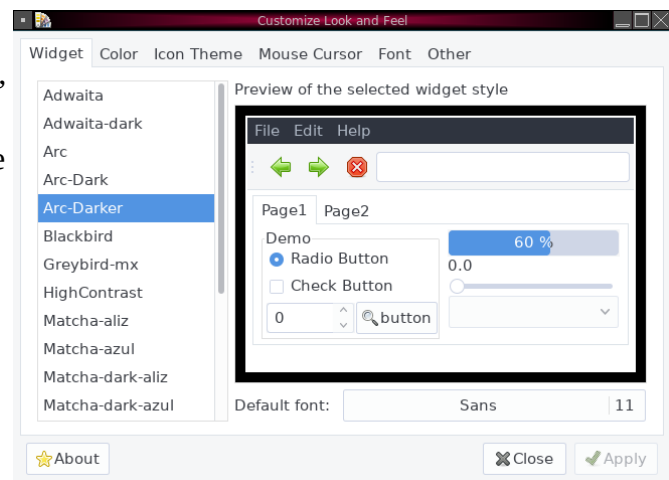 Customize Look and Feel
Widget Color Icon Theme Mouse Cursor Font Other
,
e
Adwaita
Adwaita-dark
Arc
Arc-Dark
Arc-Darker
Blackbird
Greybird-mx
HighContrast
Matcha-aliz
Matcha-azul
Matcha-dark-aliz
Matcha-dark-azul
Preview of the selected widget style
File Edit Help
Page1 Page2
Demo
Radio Button
Check Button
0 button
60 %
0.0
Default font: Sans 11
About Close Apply